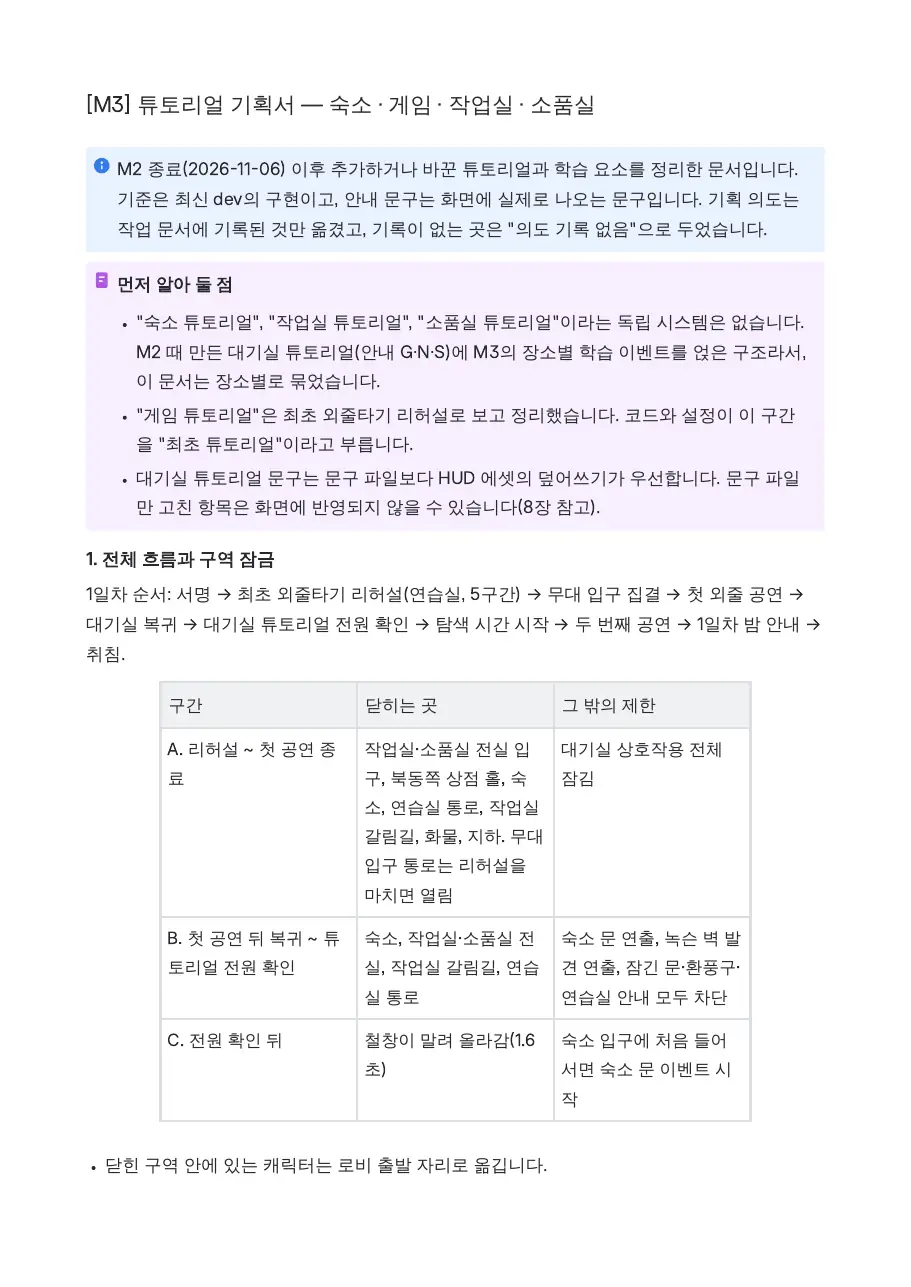 [M3] 튜토리얼 기획서 — 숙소 · 게임 · 작업실 · 소품실
M2 종료(2026-11-06) 이후 추가하거나 바꾼 튜토리얼과 학습 요소를 정리한 문서입니다.
기준은 최신 dev의 구현이고, 안내 문구는 화면에 실제로 나오는 문구입니다. 기획 의도는
작업 문서에 기록된 것만 옮겼고, 기록이 없는 곳은 "의도 기록 없음"으로 두었습니다.
먼저 알아 둘 점
• "숙소 튜토리얼", "작업실 튜토리얼", "소품실 튜토리얼"이라는 독립 시스템은 없습니다.
M2 때 만든 대기실 튜토리얼(안내 G·N·S)에 M3의 장소별 학습 이벤트를 얹은 구조라서,
이 문서는 장소별로 묶었습니다.
• "게임 튜토리얼"은 최초 외줄타기 리허설로 보고 정리했습니다. 코드와 설정이 이 구간
을 "최초 튜토리얼"이라고 부릅니다.
• 대기실 튜토리얼 문구는 문구 파일보다 HUD 에셋의 덮어쓰기가 우선합니다. 문구 파일
만 고친 항목은 화면에 반영되지 않을 수 있습니다(8장 참고).
1. 전체 흐름과 구역 잠금
1일차 순서: 서명 → 최초 외줄타기 리허설(연습실, 5구간) → 무대 입구 집결 → 첫 외줄 공연 →
대기실 복귀 → 대기실 튜토리얼 전원 확인 → 탐색 시간 시작 → 두 번째 공연 → 1일차 밤 안내 →
취침.
구간
닫히는 곳
그 밖의 제한
A. 리허설 ~ 첫 공연 종
료
작업실·소품실 전실 입
구, 북동쪽 상점 홀, 숙
소, 연습실 통로, 작업실
갈림길, 화물, 지하. 무대
입구 통로는 리허설을
마치면 열림
대기실 상호작용 전체
잠김
B. 첫 공연 뒤 복귀 ~ 튜
토리얼 전원 확인
숙소, 작업실·소품실 전
실, 작업실 갈림길, 연습
실 통로
숙소 문 연출, 녹슨 벽 발
견 연출, 잠긴 문·환풍구·
연습실 안내 모두 차단
C. 전원 확인 뒤
철창이 말려 올라감(1.6
초)
숙소 입구에 처음 들어
서면 숙소 문 이벤트 시
작
• 닫힌 구역 안에 있는 캐릭터는 로비 출발 자리로 옮깁니다.